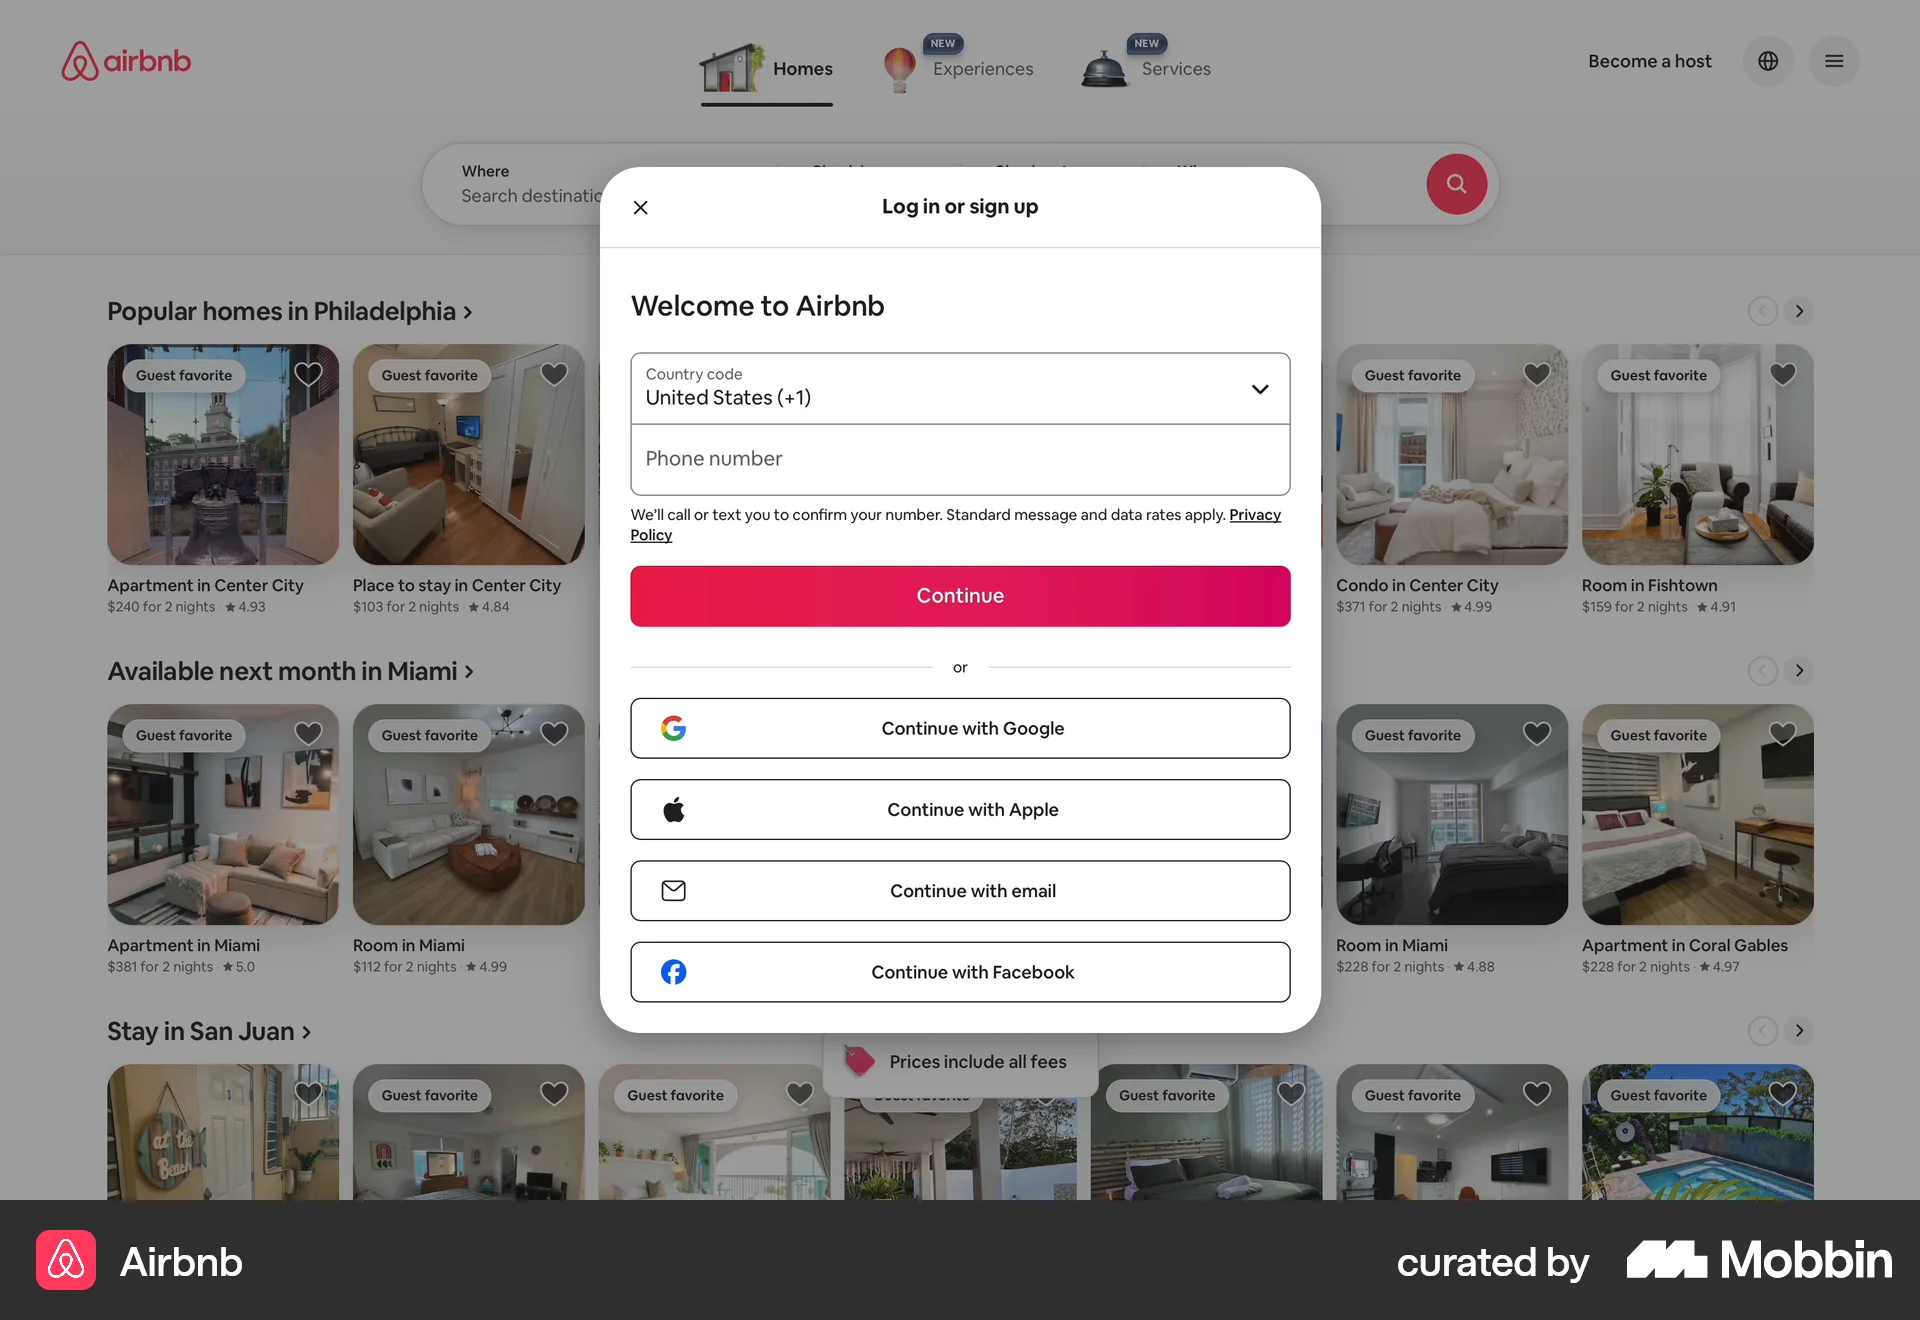 airbnb
Homes
NEW
Experiences
NEW
Services
Become a host
Where
Search destinatio
Log in or sign up
Welcome to Airbnb
Country code
United States (+1)
Phone number
We'll call or text you to confirm your number. Standard message and data rates apply. Privacy
Policy
Continue
or
Continue with Google
Continue with Apple
Continue with email
Continue with Facebook
Popular homes in Philadelphia
Guest favorite
Guest favorite
Guest favorite
Guest favorite
Apartment in Center City
$240 for 2 nights · ★ 4.93
Place to stay in Center City
$103 for 2 nights · ★ 4.84
Condo in Center City
$371 for 2 nights · ★ 4.99
Room in Fishtown
$159 for 2 nights · ★ 4.91
Available next month in Miami
Guest favorite
Guest favorite
Guest favorite
Guest favorite
Apartment in Miami
$381 for 2 nights · ★ 5.0
Room in Miami
$112 for 2 nights · ★ 4.99
Room in Miami
$228 for 2 nights · ★ 4.88
Apartment in Coral Gables
$228 for 2 nights · ★ 4.97
Stay in San Juan
Prices include all fees
Guest favorite
Guest favorite
Guest favorite
Guest favorite
Guest favorite
Guest favorite
at the
Beach
Airbnb
curated by Mobbin